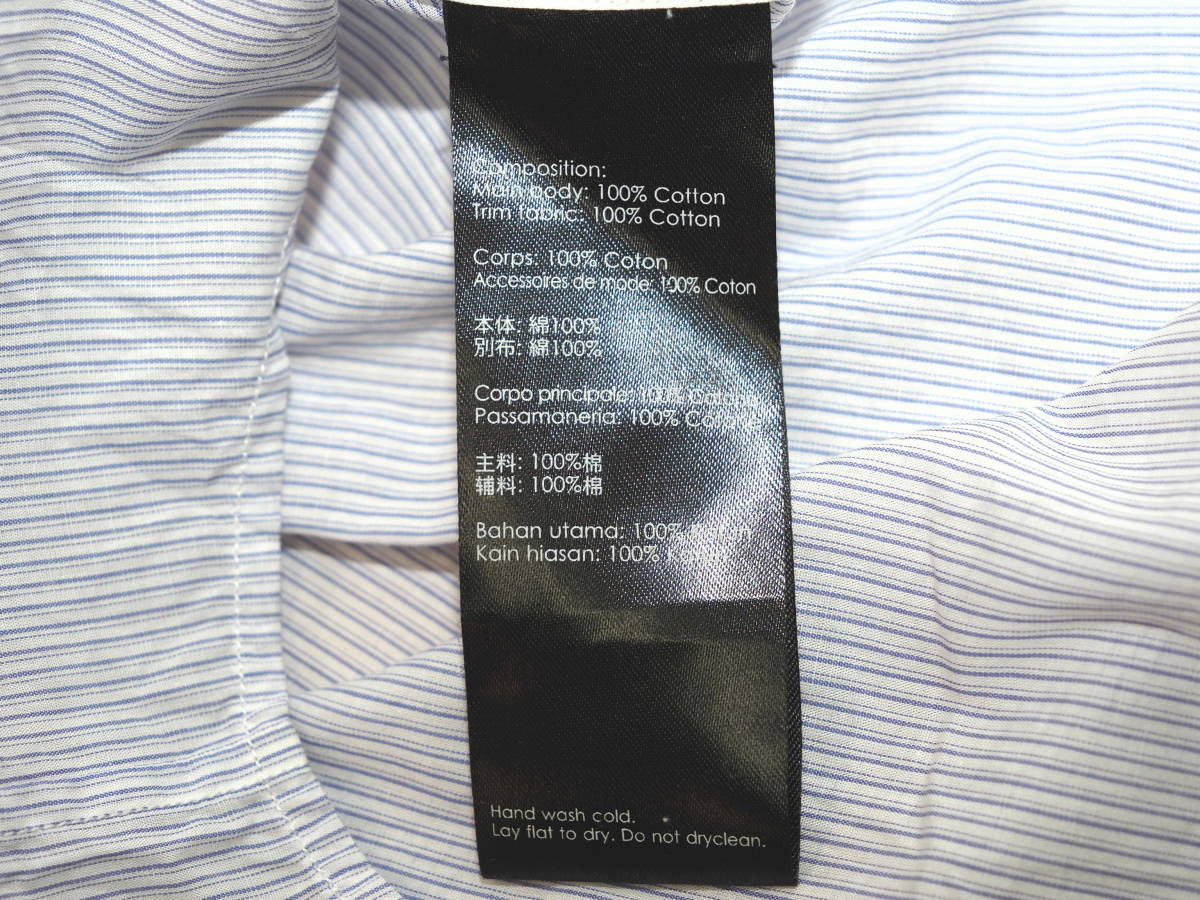 Composition:
Main body: 100% Cotton
Trim fabric: 100% Cotton
Corps: 100% Coton
Accessoires de mode: 100% Coton
本体: 綿100%
別布: 綿100%
Corpo principale: 100% Cotone
Passamaneria: 100% Cotone
主料: 100%棉
辅料: 100%棉
Bahan utama: 100%
Kain hiasan: 100%
Hand wash cold.
Lay flat to dry. Do not dryclean.